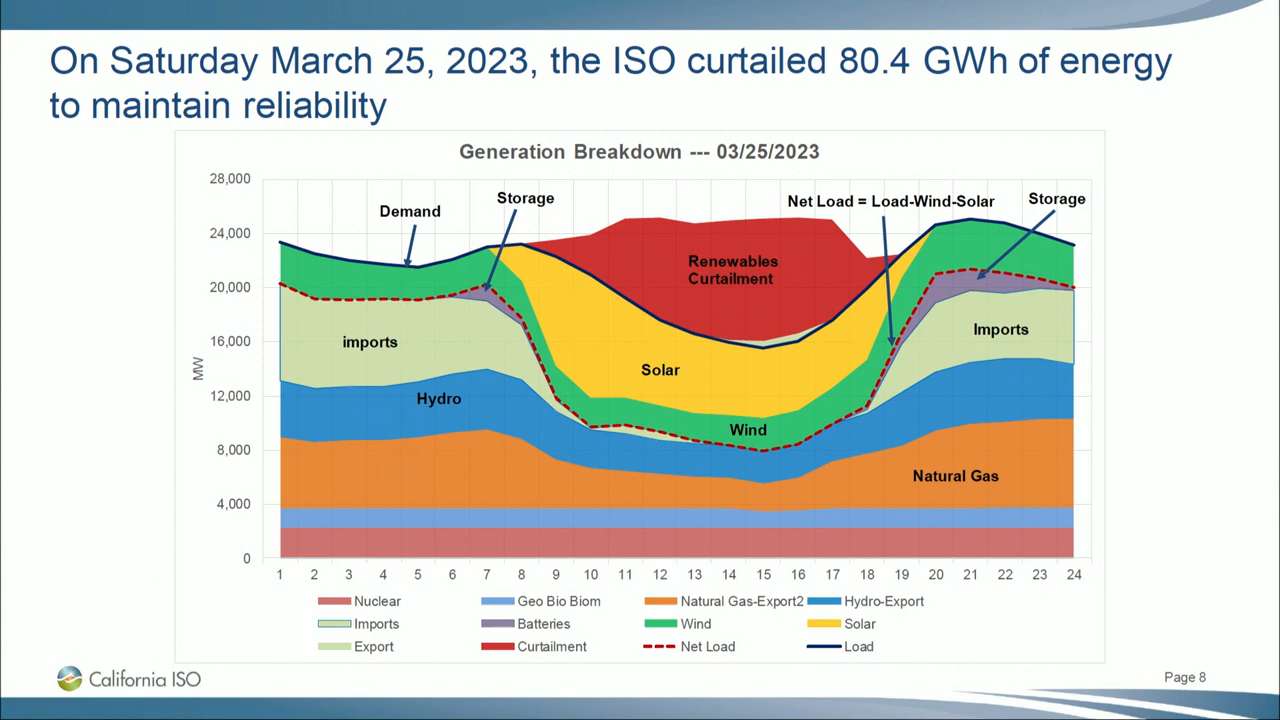 On Saturday March 25, 2023, the ISO curtailed 80.4 GWh of energy
to maintain reliability
Generation Breakdown --- 03/25/2023
28,000
24,000
20,000
16,000
12,000
8,000
4,000
0
MW
Demand
Storage
Net Load = Load-Wind-Solar
Storage
Renewables
Curtailment
imports
Imports
Solar
Hydro
Wind
Natural Gas
1 2 3 4 5 6 7 8 9 10 11 12 13 14 15 16 17 18 19 20 21 22 23 24
Nuclear Geo Bio Biom Natural Gas-Export2 Hydro-Export
Imports Batteries Wind Solar
Export Curtailment Net Load Load
California ISO
Page 8